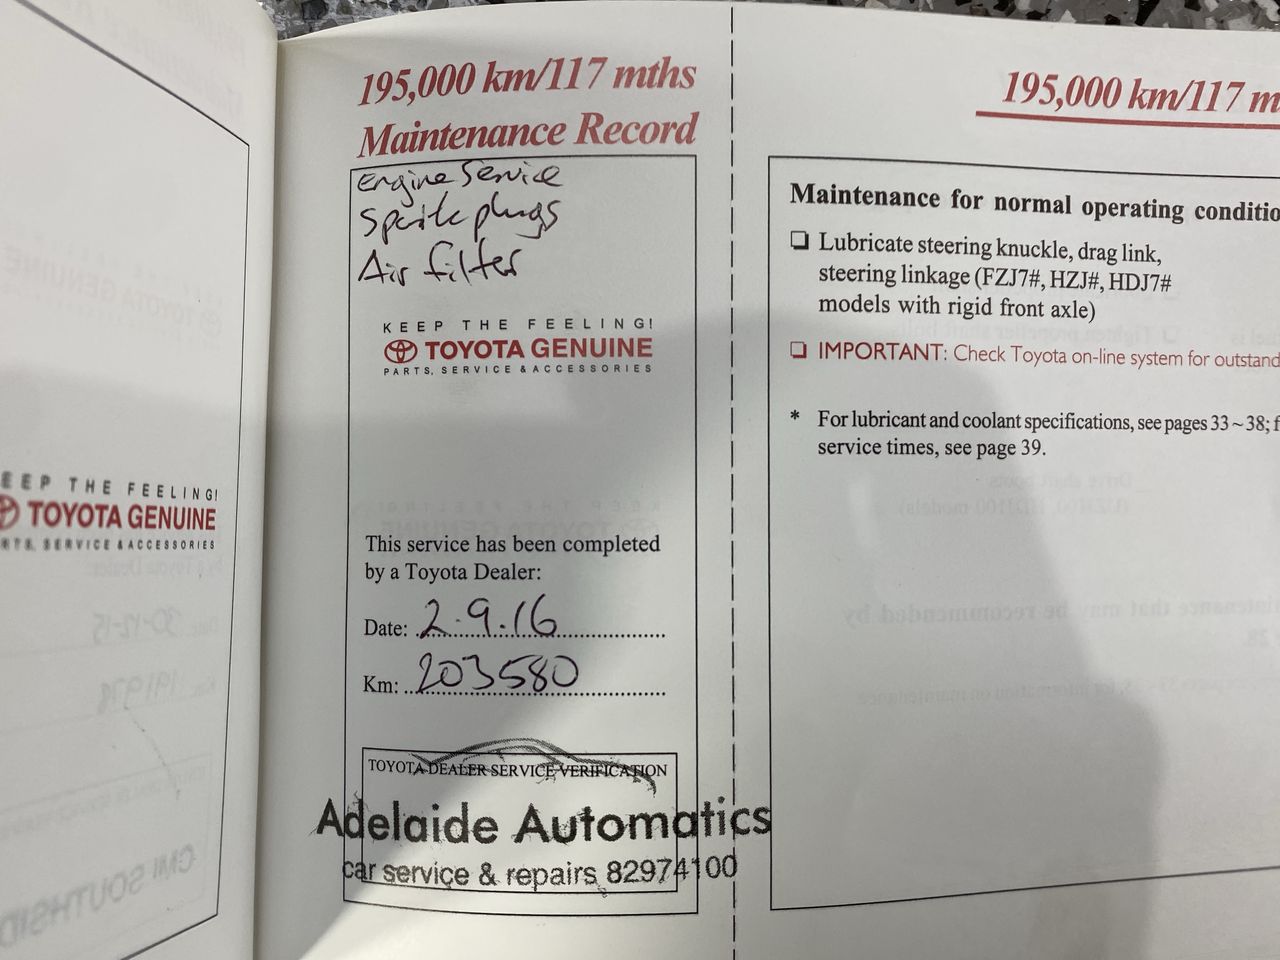 KEEP THE FEELING!
TOYOTA GENUINE
PARTS, SERVICE & ACCESSORIES
195,000 km/117 mths
Maintenance Record
Engine Service
Spark plugs
Air filter
KEEP THE FEELING!
TOYOTA GENUINE
PARTS, SERVICE & ACCESSORIES
This service has been completed
by a Toyota Dealer:
Date: 2.9.16
Km: 203580
TOYOTA DEALER SERVICE VERIFICATION
Adelaide Automatics
car service & repairs 82974100
195,000 km/117 m
Maintenance for normal operating conditio
❏ Lubricate steering knuckle, drag link,
steering linkage (FZJ7#, HZJ#, HDJ7#
models with rigid front axle)
❏ IMPORTANT: Check Toyota on-line system for outstand
* For lubricant and coolant specifications, see pages 33 ~ 38; f
service times, see page 39.